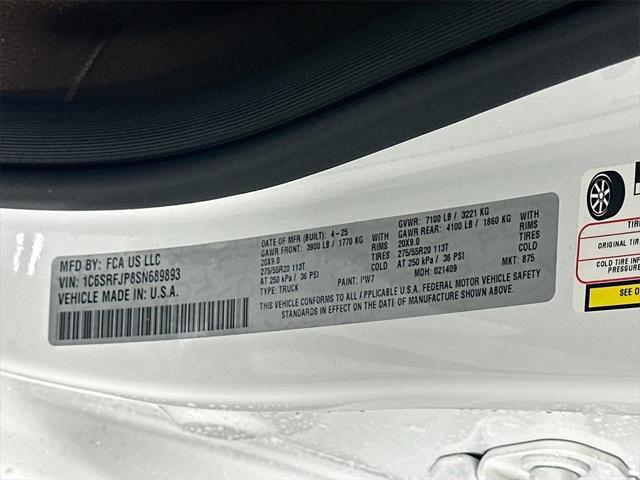 MFD BY: FCA US LLC
VIN: 1C6SRFJP8SN689893
VEHICLE MADE IN: U.S.A.
DATE OF MFR (BUILT): 4-25
GAWR FRONT: 3900 LB / 1770 KG WITH
20X9.0 RIMS
275/55R20 113T TIRES
AT 250 kPa / 36 PSI COLD
TYPE: TRUCK PAINT: PW7
GVWR: 7100 LB / 3221 KG
GAWR REAR: 4100 LB / 1860 KG WITH
20X9.0 RIMS
275/55R20 113T TIRES
AT 250 kPa / 36 PSI COLD
MDH: 021409 MKT: 875
THIS VEHICLE CONFORMS TO ALL APPLICABLE U.S.A. FEDERAL MOTOR VEHICLE SAFETY
STANDARDS IN EFFECT ON THE DATE OF MANUFACTURE SHOWN ABOVE
ORIGINAL TIR
COLD TIRE INF
PRESSURE
SEE O